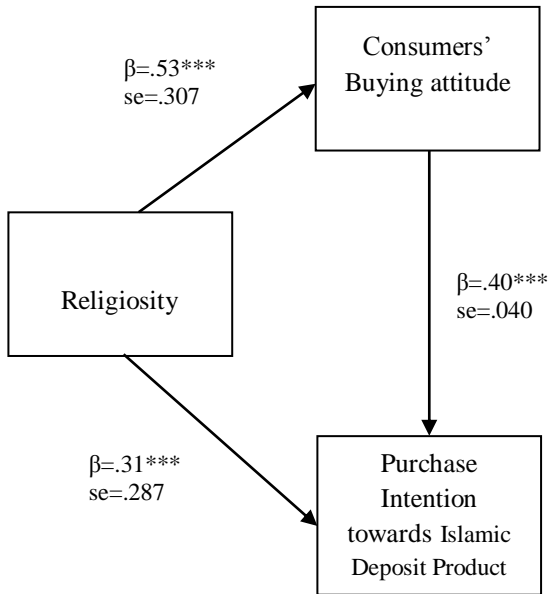 Consumers’
Buying attitude
β=.53***
se=.307
Religiosity
β=.40***
se=.040
β=.31***
se=.287
Purchase
Intention
towards Islamic
Deposit Product